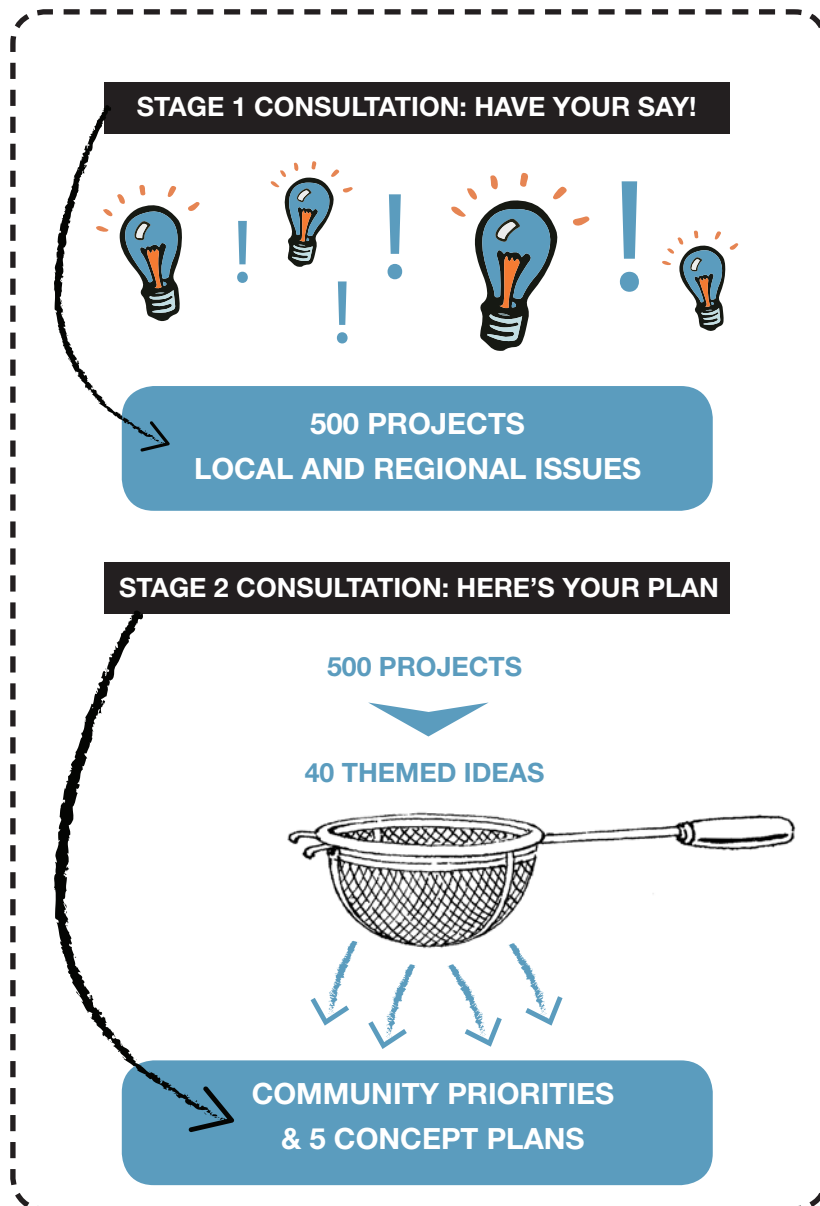 STAGE 1 CONSULTATION: HAVE YOUR SAY!
500 PROJECTS
LOCAL AND REGIONAL ISSUES
STAGE 2 CONSULTATION: HERE’S YOUR PLAN
500 PROJECTS
40 THEMED IDEAS
COMMUNITY PRIORITIES
& 5 CONCEPT PLANS